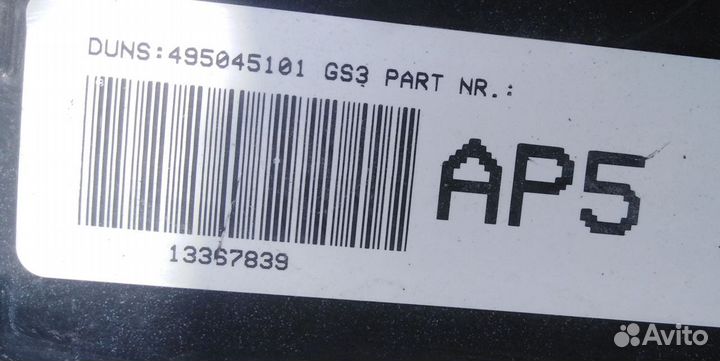 DUNS:495045101 GS3 PART NR.:
AP5
13367839
Avito